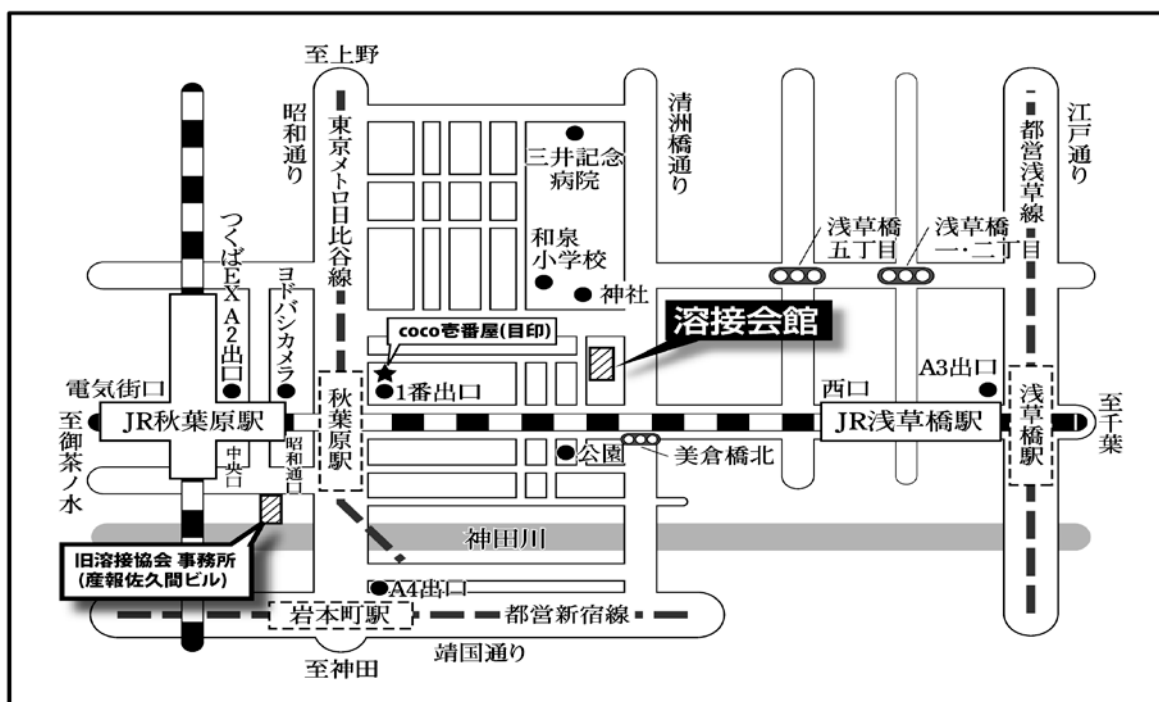 至上野
昭和通り
東京メトロ日比谷線
清洲橋通り
都営浅草線
江戸通り
三井記念
病院
つくばEX A2出口
ヨドバシカメラ
和泉
小学校
神社
浅草橋
五丁目
浅草橋
一・二丁目
溶接会館
coco壱番屋(目印)
1番出口
電気街口
JR秋葉原駅
秋葉原駅
西口
A3出口
JR浅草橋駅
浅草橋駅
至千葉
至御茶ノ水
中央口
昭和通口
公園
美倉橋北
神田川
旧溶接協会 事務所
(産報佐久間ビル)
A4出口
岩本町駅
都営新宿線
靖国通り
至神田